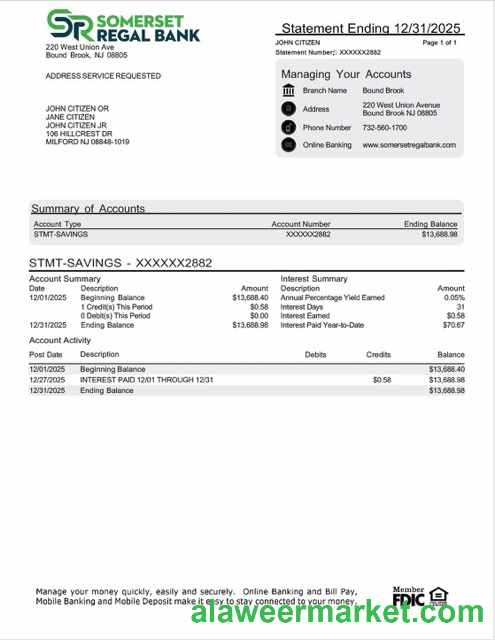 SR SOMERSET
REGAL BANK
220 West Union Ave
Bound Brook, NJ 08805
ADDRESS SERVICE REQUESTED
JOHN CITIZEN OR
JANE CITIZEN
JOHN CITIZEN JR
106 HILLCREST DR
MILFORD NJ 08848-1019
Statement Ending 12/31/2025
JOHN CITIZEN Page 1 of 1
Statement Number;: XXXXXX2882
Managing Your Accounts
Branch Name Bound Brook
Address 220 West Union Avenue
Bound Brook NJ 08805
Phone Number 732-560-1700
Online Banking www.somersetregalbank.com
Summary of Accounts
Account Type Account Number Ending Balance
STMT-SAVINGS XXXXXX2882 $13,688.98
STMT-SAVINGS - XXXXXX2882
Account Summary
Date Description Amount
12/01/2025 Beginning Balance $13,688.40
1 Credit(s) This Period $0.58
0 Debit(s) This Period $0.00
12/31/2025 Ending Balance $13,688.98
Interest Summary
Description Amount
Annual Percentage Yield Earned 0.05%
Interest Days 31
Interest Earned $0.58
Interest Paid Year-to-Date $70.67
Account Activity
Post Date Description Debits Credits Balance
12/01/2025 Beginning Balance $13,688.40
12/27/2025 INTEREST PAID 12/01 THROUGH 12/31 $0.58 $13,688.98
12/31/2025 Ending Balance $13,688.98
Manage your money quickly, easily and securely. Online Banking and Bill Pay,
Mobile Banking and Mobile Deposit make it easy to stay connected to your money.
Member
FDIC
alaweermarket.com